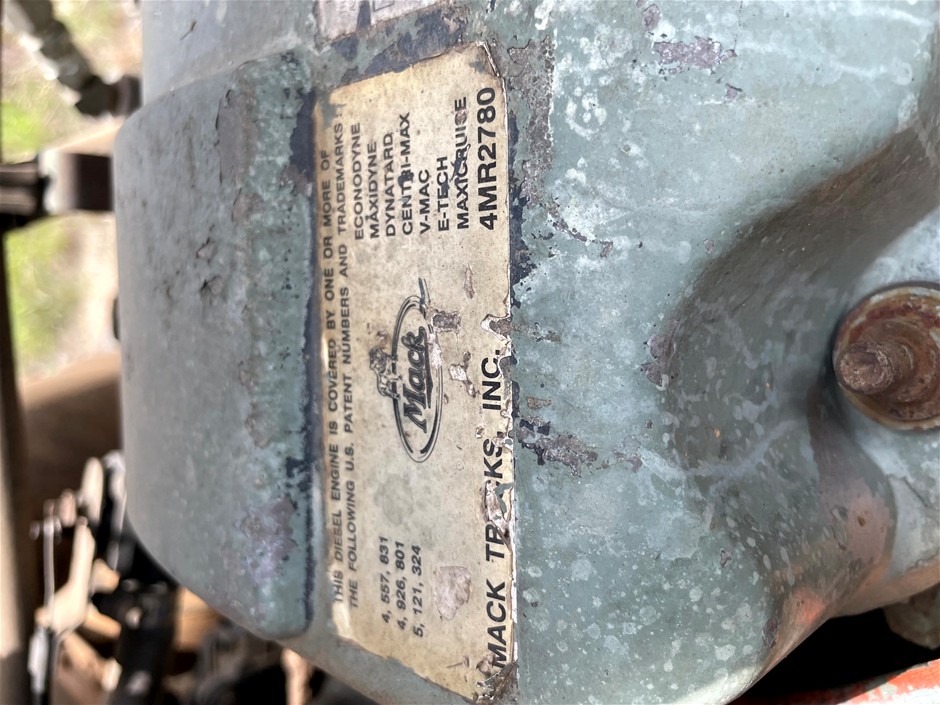 THIS DIESEL ENGINE IS COVERED BY ONE OR MORE OF
THE FOLLOWING U.S. PATENT NUMBERS AND TRADEMARKS:
4, 557, 831
4, 926, 801
5, 121, 324
Mack
ECONODYNE
MAXIDYNE
DYNATARD
CENTRI-MAX
V-MAC
E-TECH
MAXICRUISE
MACK TRUCKS, INC.
4MR2780